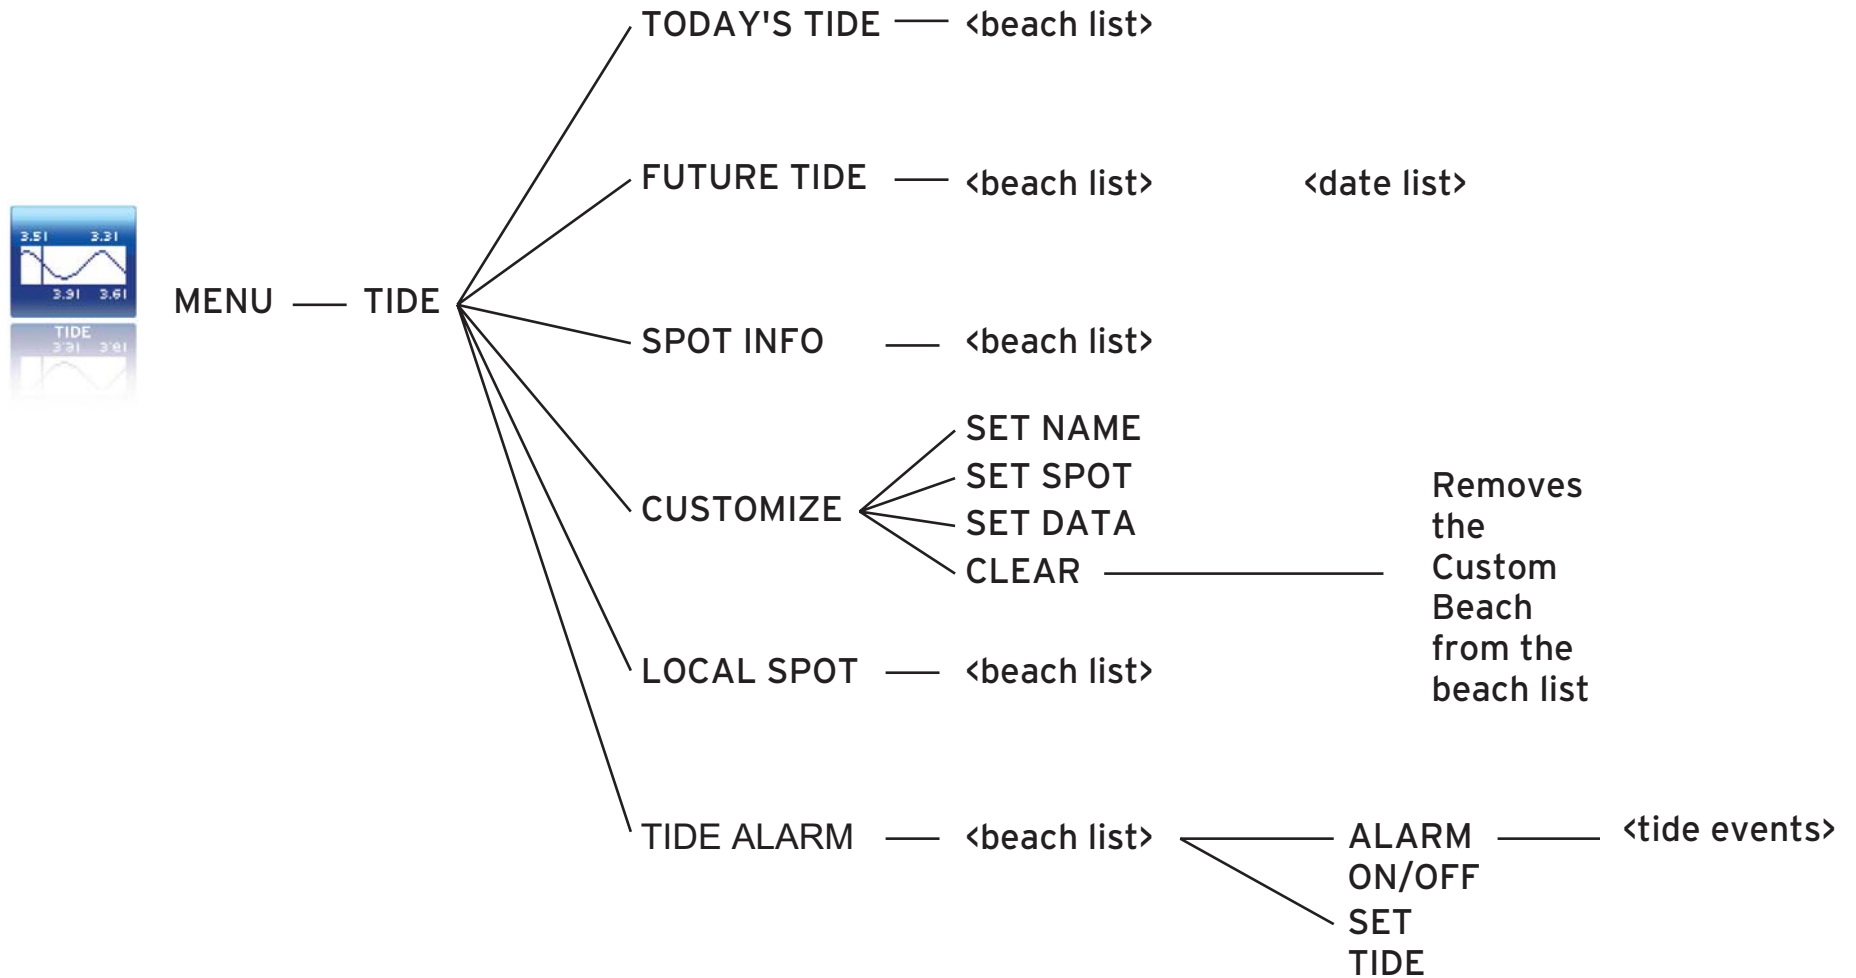 TODAY'S TIDE <beach list>
FUTURE TIDE <beach list> <date list>
3.51 3.31
3.91 3.61
TIDE
MENU TIDE
SPOT INFO <beach list>
SET NAME
SET SPOT
CUSTOMIZE
SET DATA
CLEAR
Removes
the
Custom
Beach
from the
beach list
LOCAL SPOT <beach list>
TIDE ALARM <beach list>
ALARM
ON/OFF
<tide events>
SET
TIDE